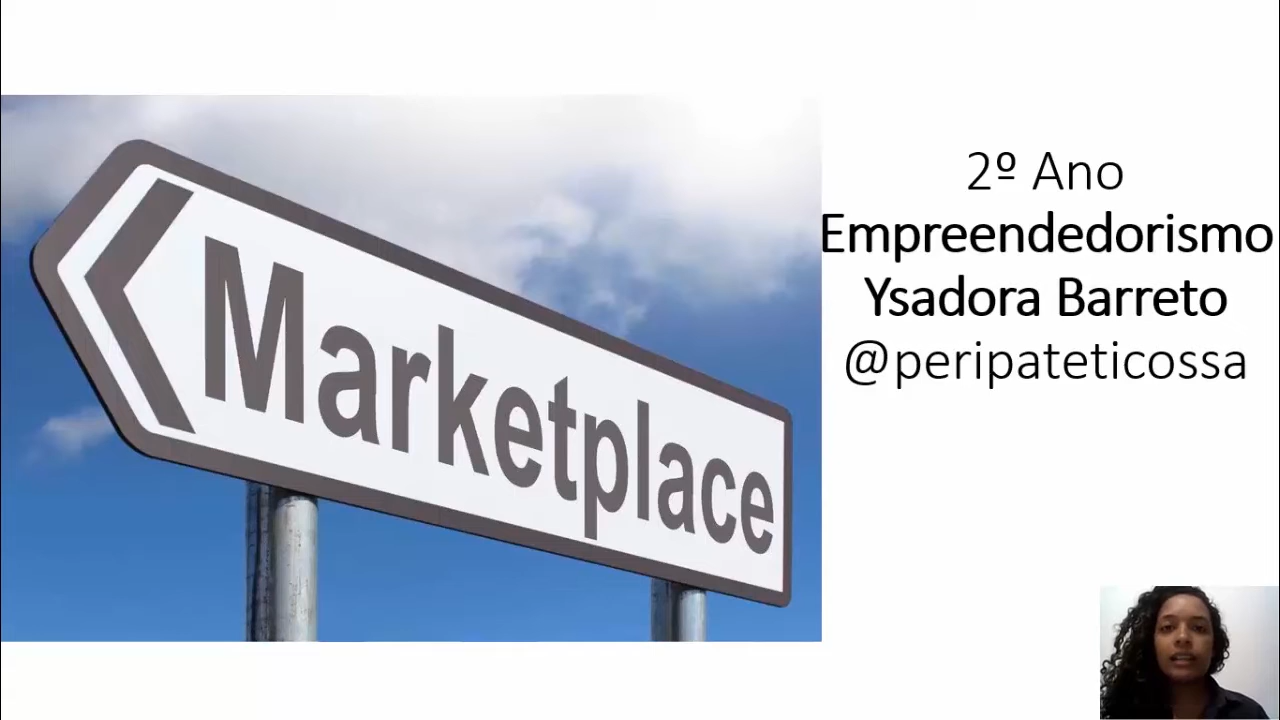 Marketplace
2º Ano
Empreendedorismo
Ysadora Barreto
@peripateticossa